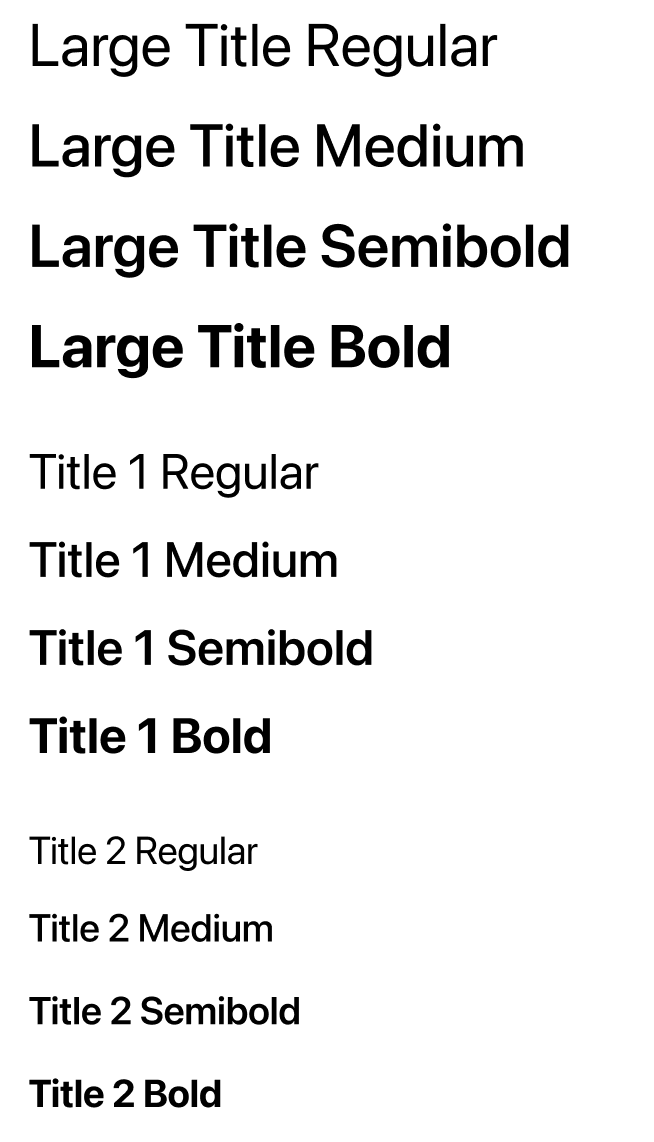 Large Title Regular
Large Title Medium
Large Title Semibold
Large Title Bold
Title 1 Regular
Title 1 Medium
Title 1 Semibold
Title 1 Bold
Title 2 Regular
Title 2 Medium
Title 2 Semibold
Title 2 Bold